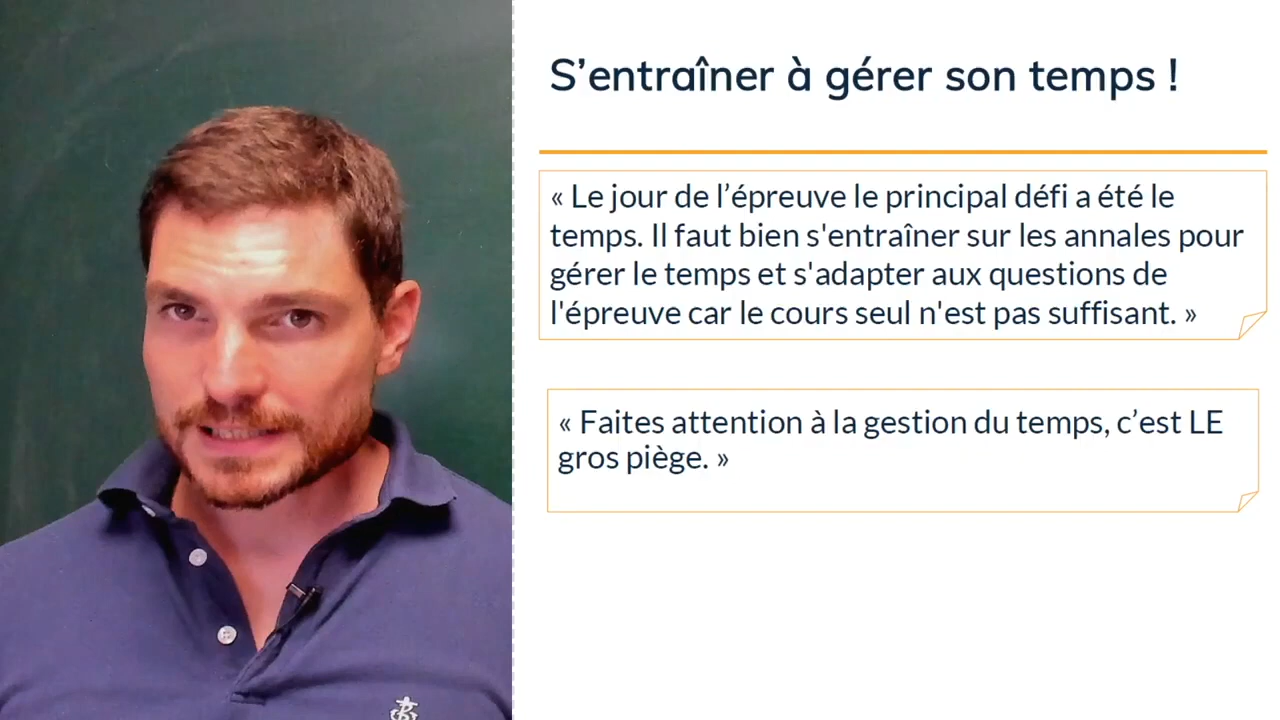 S’entraîner à gérer son temps !
« Le jour de l’épreuve le principal défi a été le
temps. Il faut bien s'entraîner sur les annales pour
gérer le temps et s'adapter aux questions de
l'épreuve car le cours seul n'est pas suffisant. »
« Faites attention à la gestion du temps, c’est LE
gros piège. »